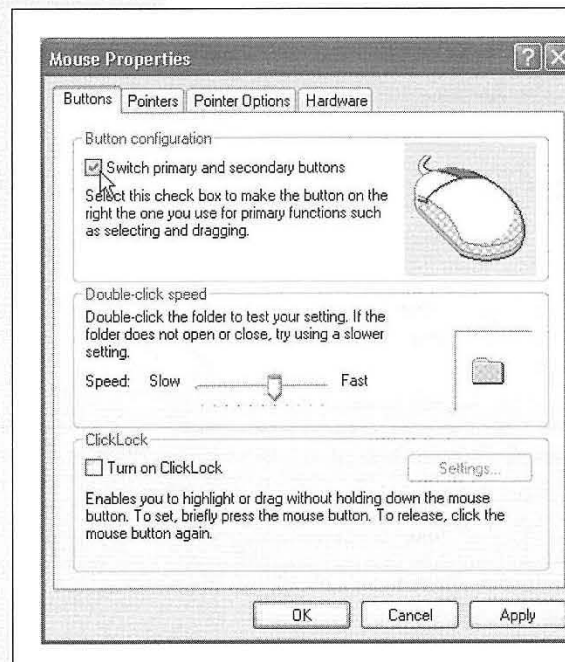 Mouse Properties
Buttons
Pointers
Pointer Options
Hardware
Button configuration
Switch primary and secondary buttons
Select this check box to make the button on the
right the one you use for primary functions such
as selecting and dragging.
Double-click speed
Double-click the folder to test your setting. If the
folder does not open or close, try using a slower
setting.
Speed: Slow Fast
ClickLock
Turn on ClickLock
Settings...
Enables you to highlight or drag without holding down the mouse
button. To set, briefly press the mouse button. To release, click the
mouse button again.
OK Cancel Apply